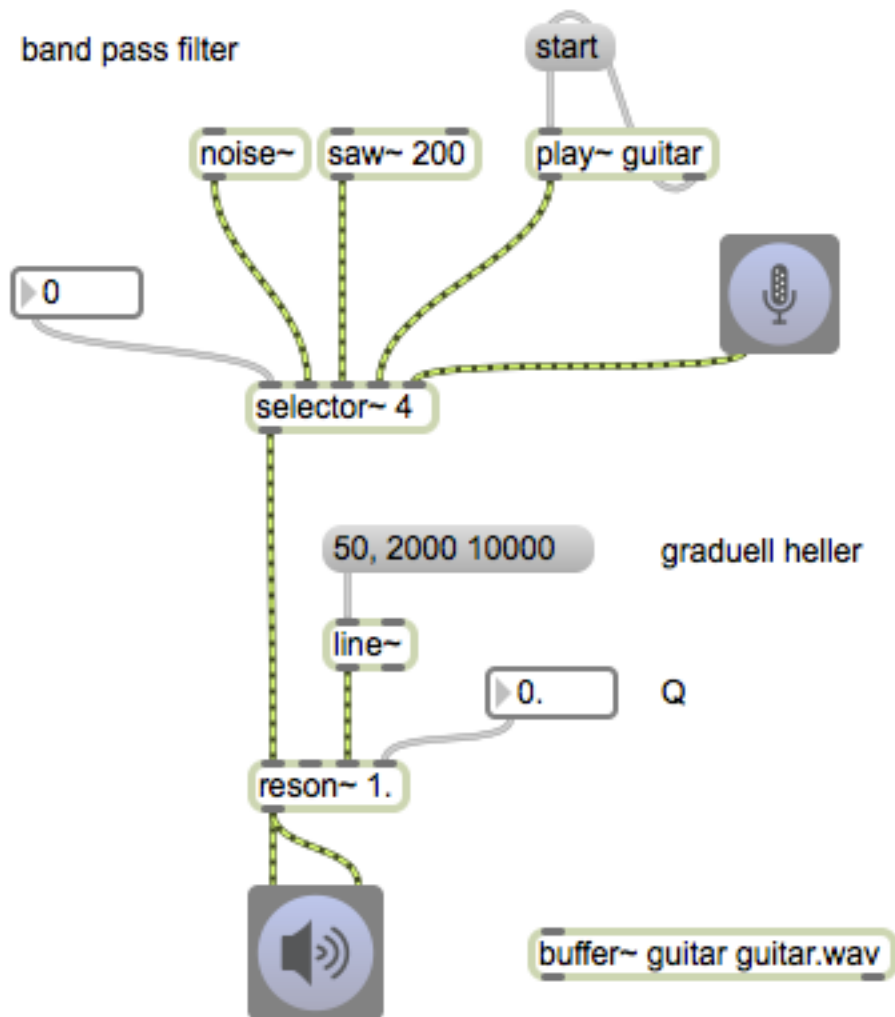 band pass filter
start
noise~
saw~ 200
play~ guitar
0
selector~ 4
50, 2000 10000
graduell heller
line~
0.
Q
reson~ 1.
buffer~ guitar guitar.wav